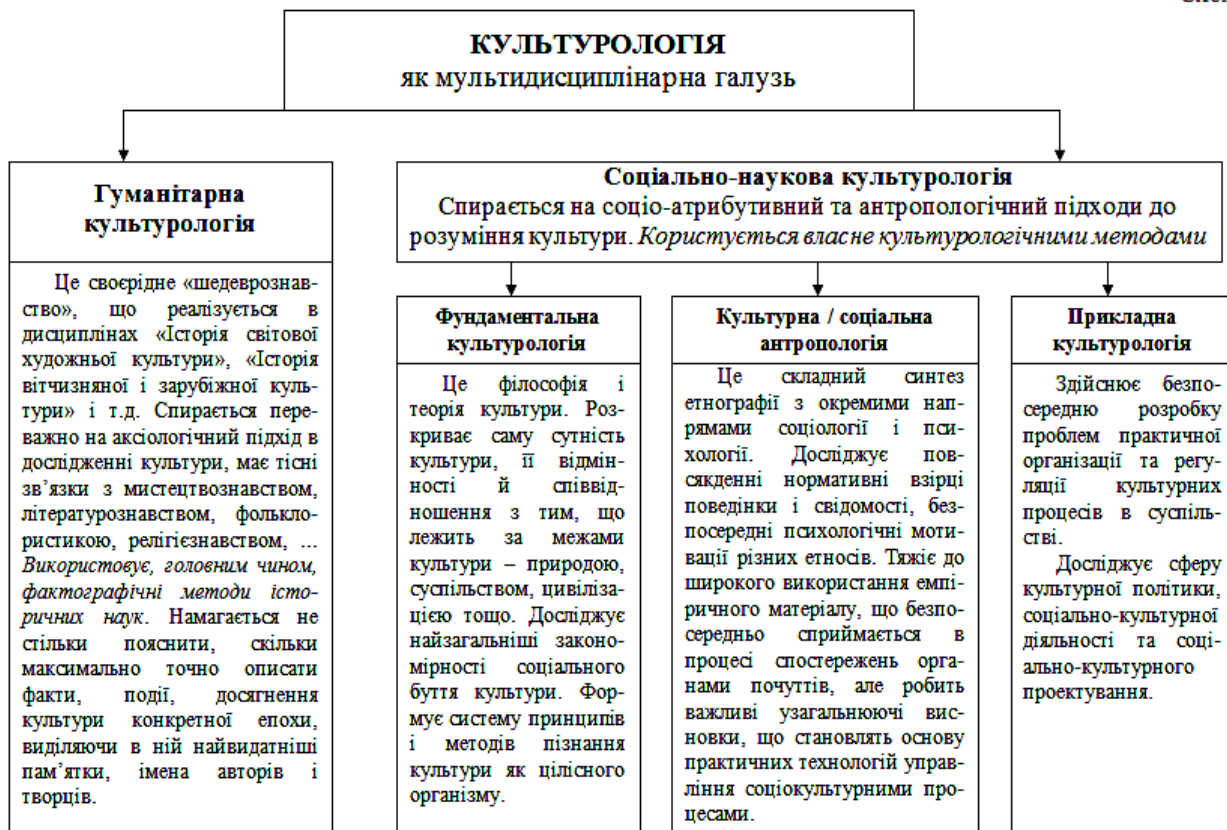 КУЛЬТУРОЛОГІЯ
як мультидисциплінарна галузь
Гуманітарна
культурологія
Це своєрідне «шедеврознав-
ство», що реалізується в
дисциплінах «Історія світової
художньої культури», «Історія
вітчизняної і зарубіжної куль-
тури» і т.д. Спирається пере-
важно на аксіологічний підхід в
дослідженні культури, має тісні
зв’язки з мистецтвознавством,
літературознавством, фолькло-
ристикою, релігієзнавством, ...
Використовує, головним чином,
фактографічні методи істо-
ричних наук. Намагається не
стільки пояснити, скільки
максимально точно описати
факти, події, досягнення
культури конкретної епохи,
виділяючи в ній найвидатніші
пам’ятки, імена авторів і
творців.
Соціально-наукова культурологія
Спирається на соціо-атрибутивний та антропологічний підходи до
розуміння культури. Користується власне культурологічними методами
Фундаментальна
культурологія
Це філософія і
теорія культури. Роз-
криває саму сутність
культури, її відмін-
ності й співвід-
ношення з тим, що
лежить за межами
культури – природою,
суспільством, цивіліза-
цією тощо. Досліджує
найзагальніші законо-
мірності соціального
буття культури. Фор-
мує систему принципів
і методів пізнання
культури як цілісного
організму.
Культурна / соціальна
антропологія
Це складний синтез
етнографії з окремими нап-
рямами соціології і пси-
хології. Досліджує пов-
сякденні нормативні взірці
поведінки і свідомості, без-
посередні психологічні моти-
вації різних етносів. Тяжіє до
широкого використання емпі-
ричного матеріалу, що безпо-
середньо сприймається в
процесі спостережень орга-
нами почуттів, але робить
важливі узагальнюючі вис-
новки, що становлять основу
практичних технологій управ-
ління соціокультурними про-
цесами.
Прикладна
культурологія
Здійснює безпо-
середню розробку
проблем практичної
організації та регу-
ляції культурних
процесів в суспіль-
стві.
Досліджує сферу
культурної політики,
соціально-культурної
діяльності та соці-
ально-культурного
проектування.